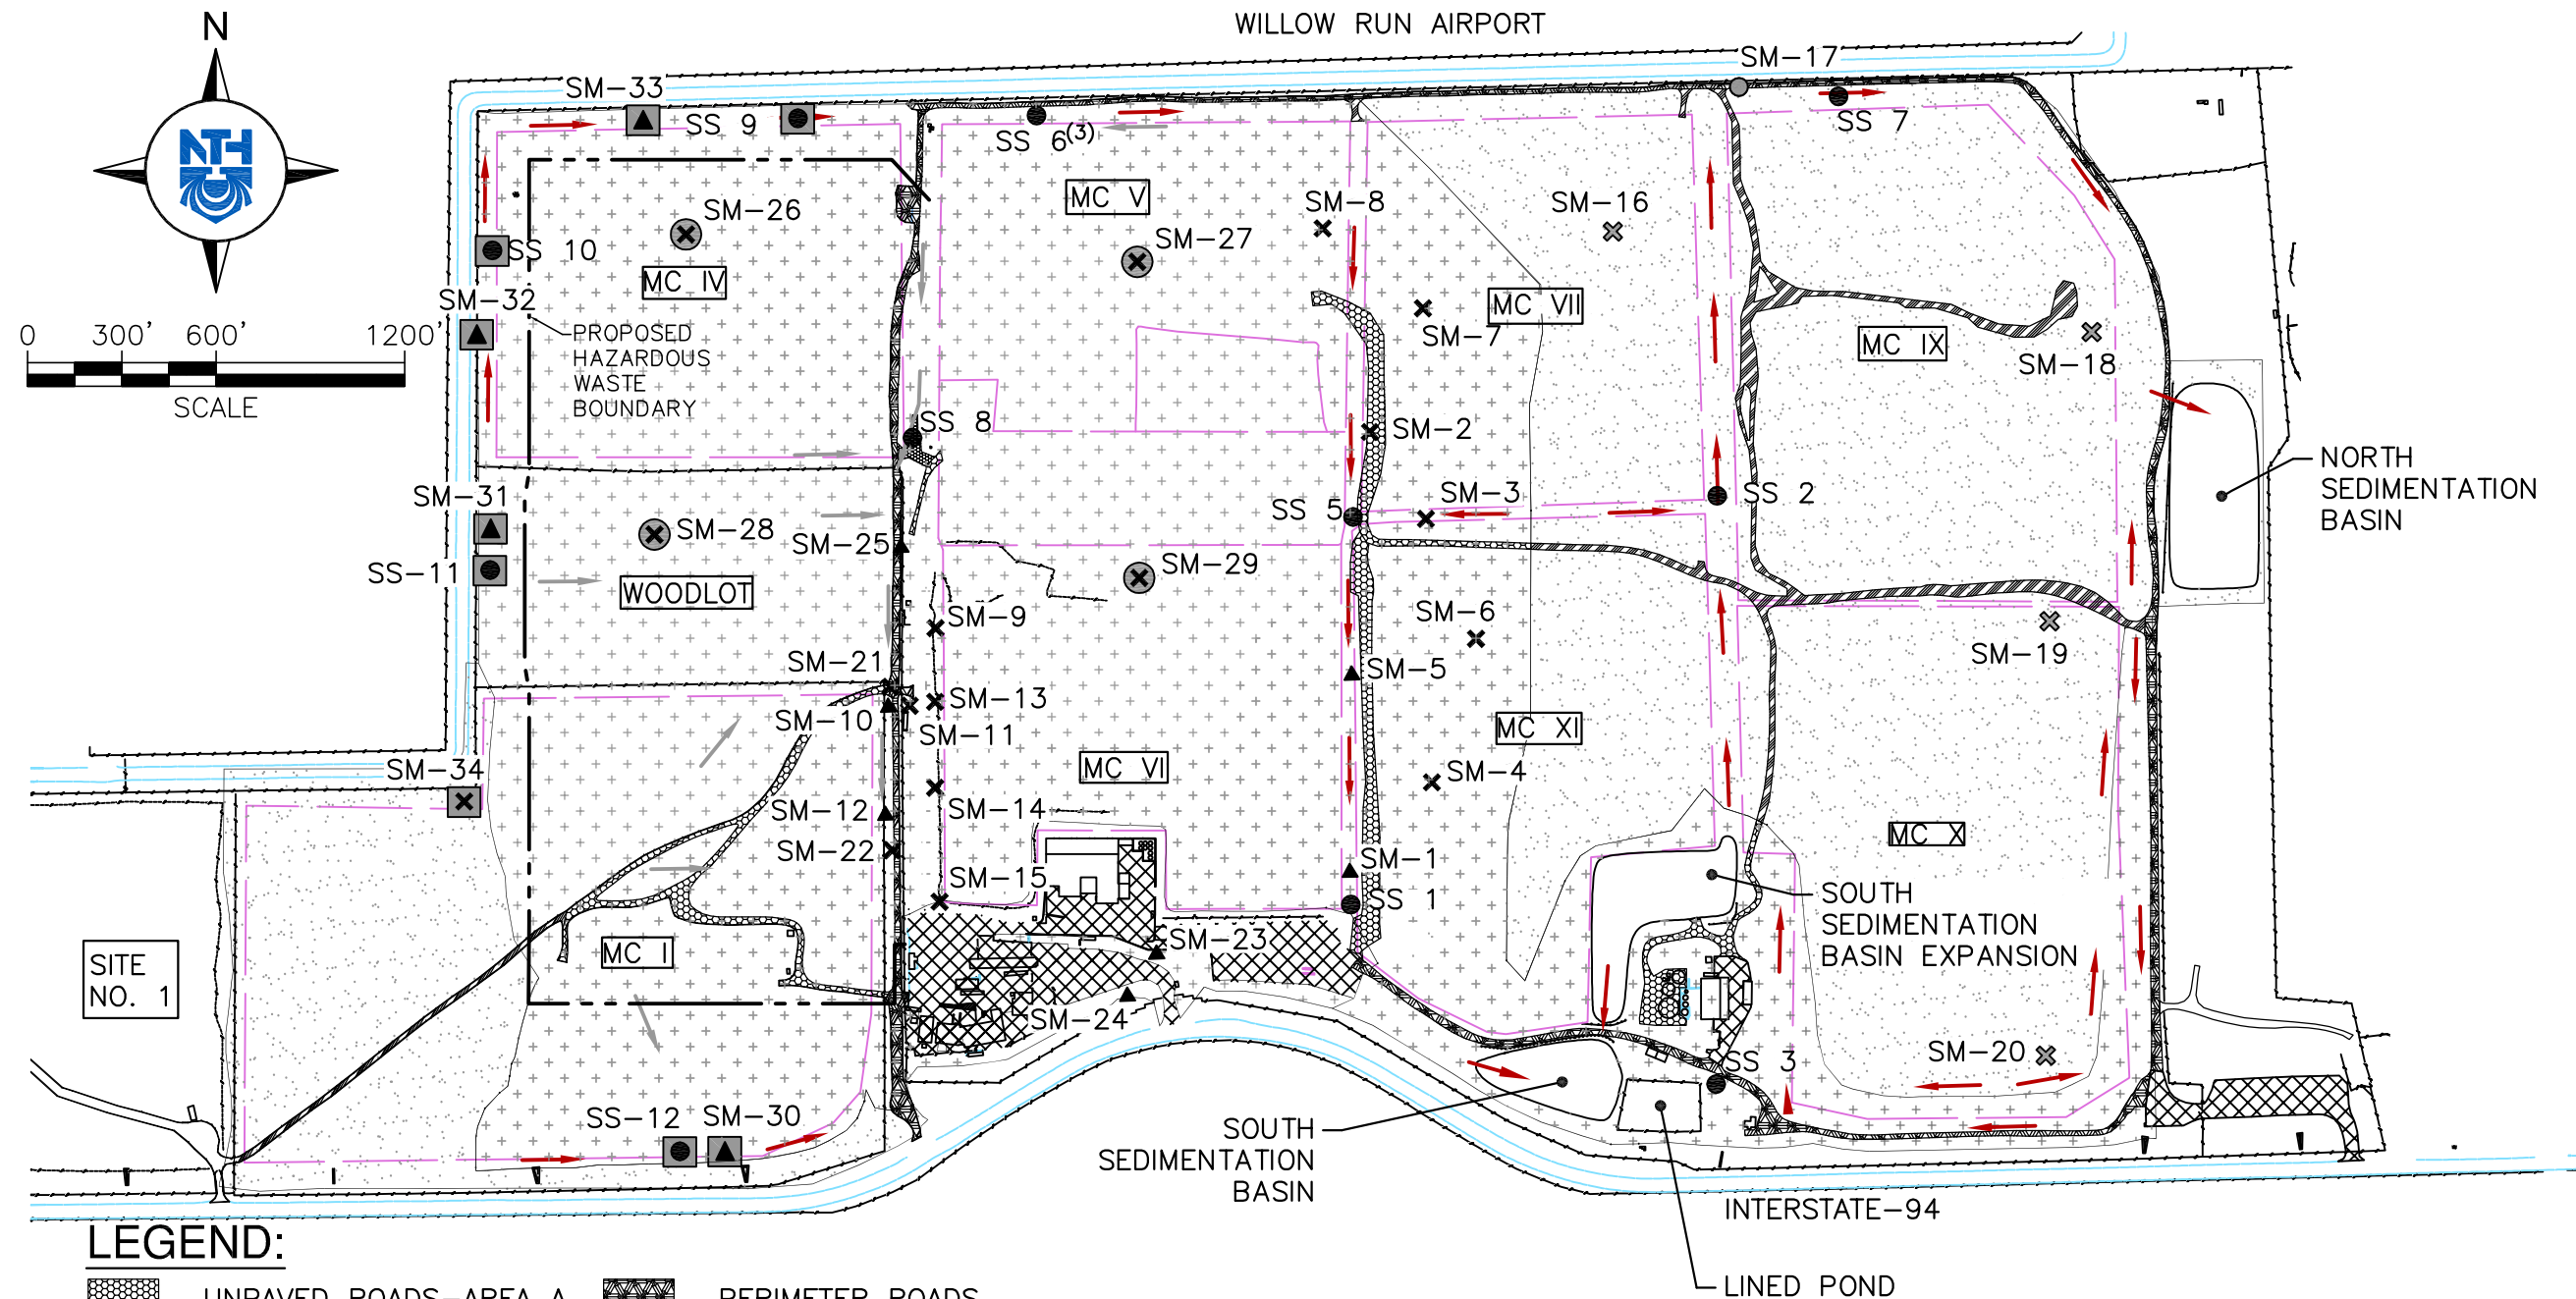 WILLOW RUN AIRPORT
N
NTH
SM-17
SM-33
SS 9
SS 6(3)
SS 7
MC V
SM-8
SM-16
SM-26
SM-27
SS 10
MC IV
SM-32
MC VII
SM-7
MC IX
SM-18
0 300' 600' 1200'
SCALE
PROPOSED
HAZARDOUS
WASTE
BOUNDARY
SS 8
SM-2
NORTH
SEDIMENTATION
BASIN
SM-31
SM-3
SS 2
SS 5
SM-28
SM-25
SM-29
SS-11
WOODLOT
SM-9
SM-6
SM-21
SM-5
SM-19
SM-13
SM-10
SM-11
MC XI
SM-34
MC VI
SM-4
SM-14
SM-12
SM-22
MC X
SM-1
SM-15
SS 1
SOUTH
SEDIMENTATION
BASIN EXPANSION
SITE
NO. 1
MC I
SM-23
SM-24
SM-20
SS 3
SS-12
SM-30
SOUTH
SEDIMENTATION
BASIN
INTERSTATE-94
LINED POND
LEGEND:
UNPAVED ROADS-AREA A
PERIMETER ROADS